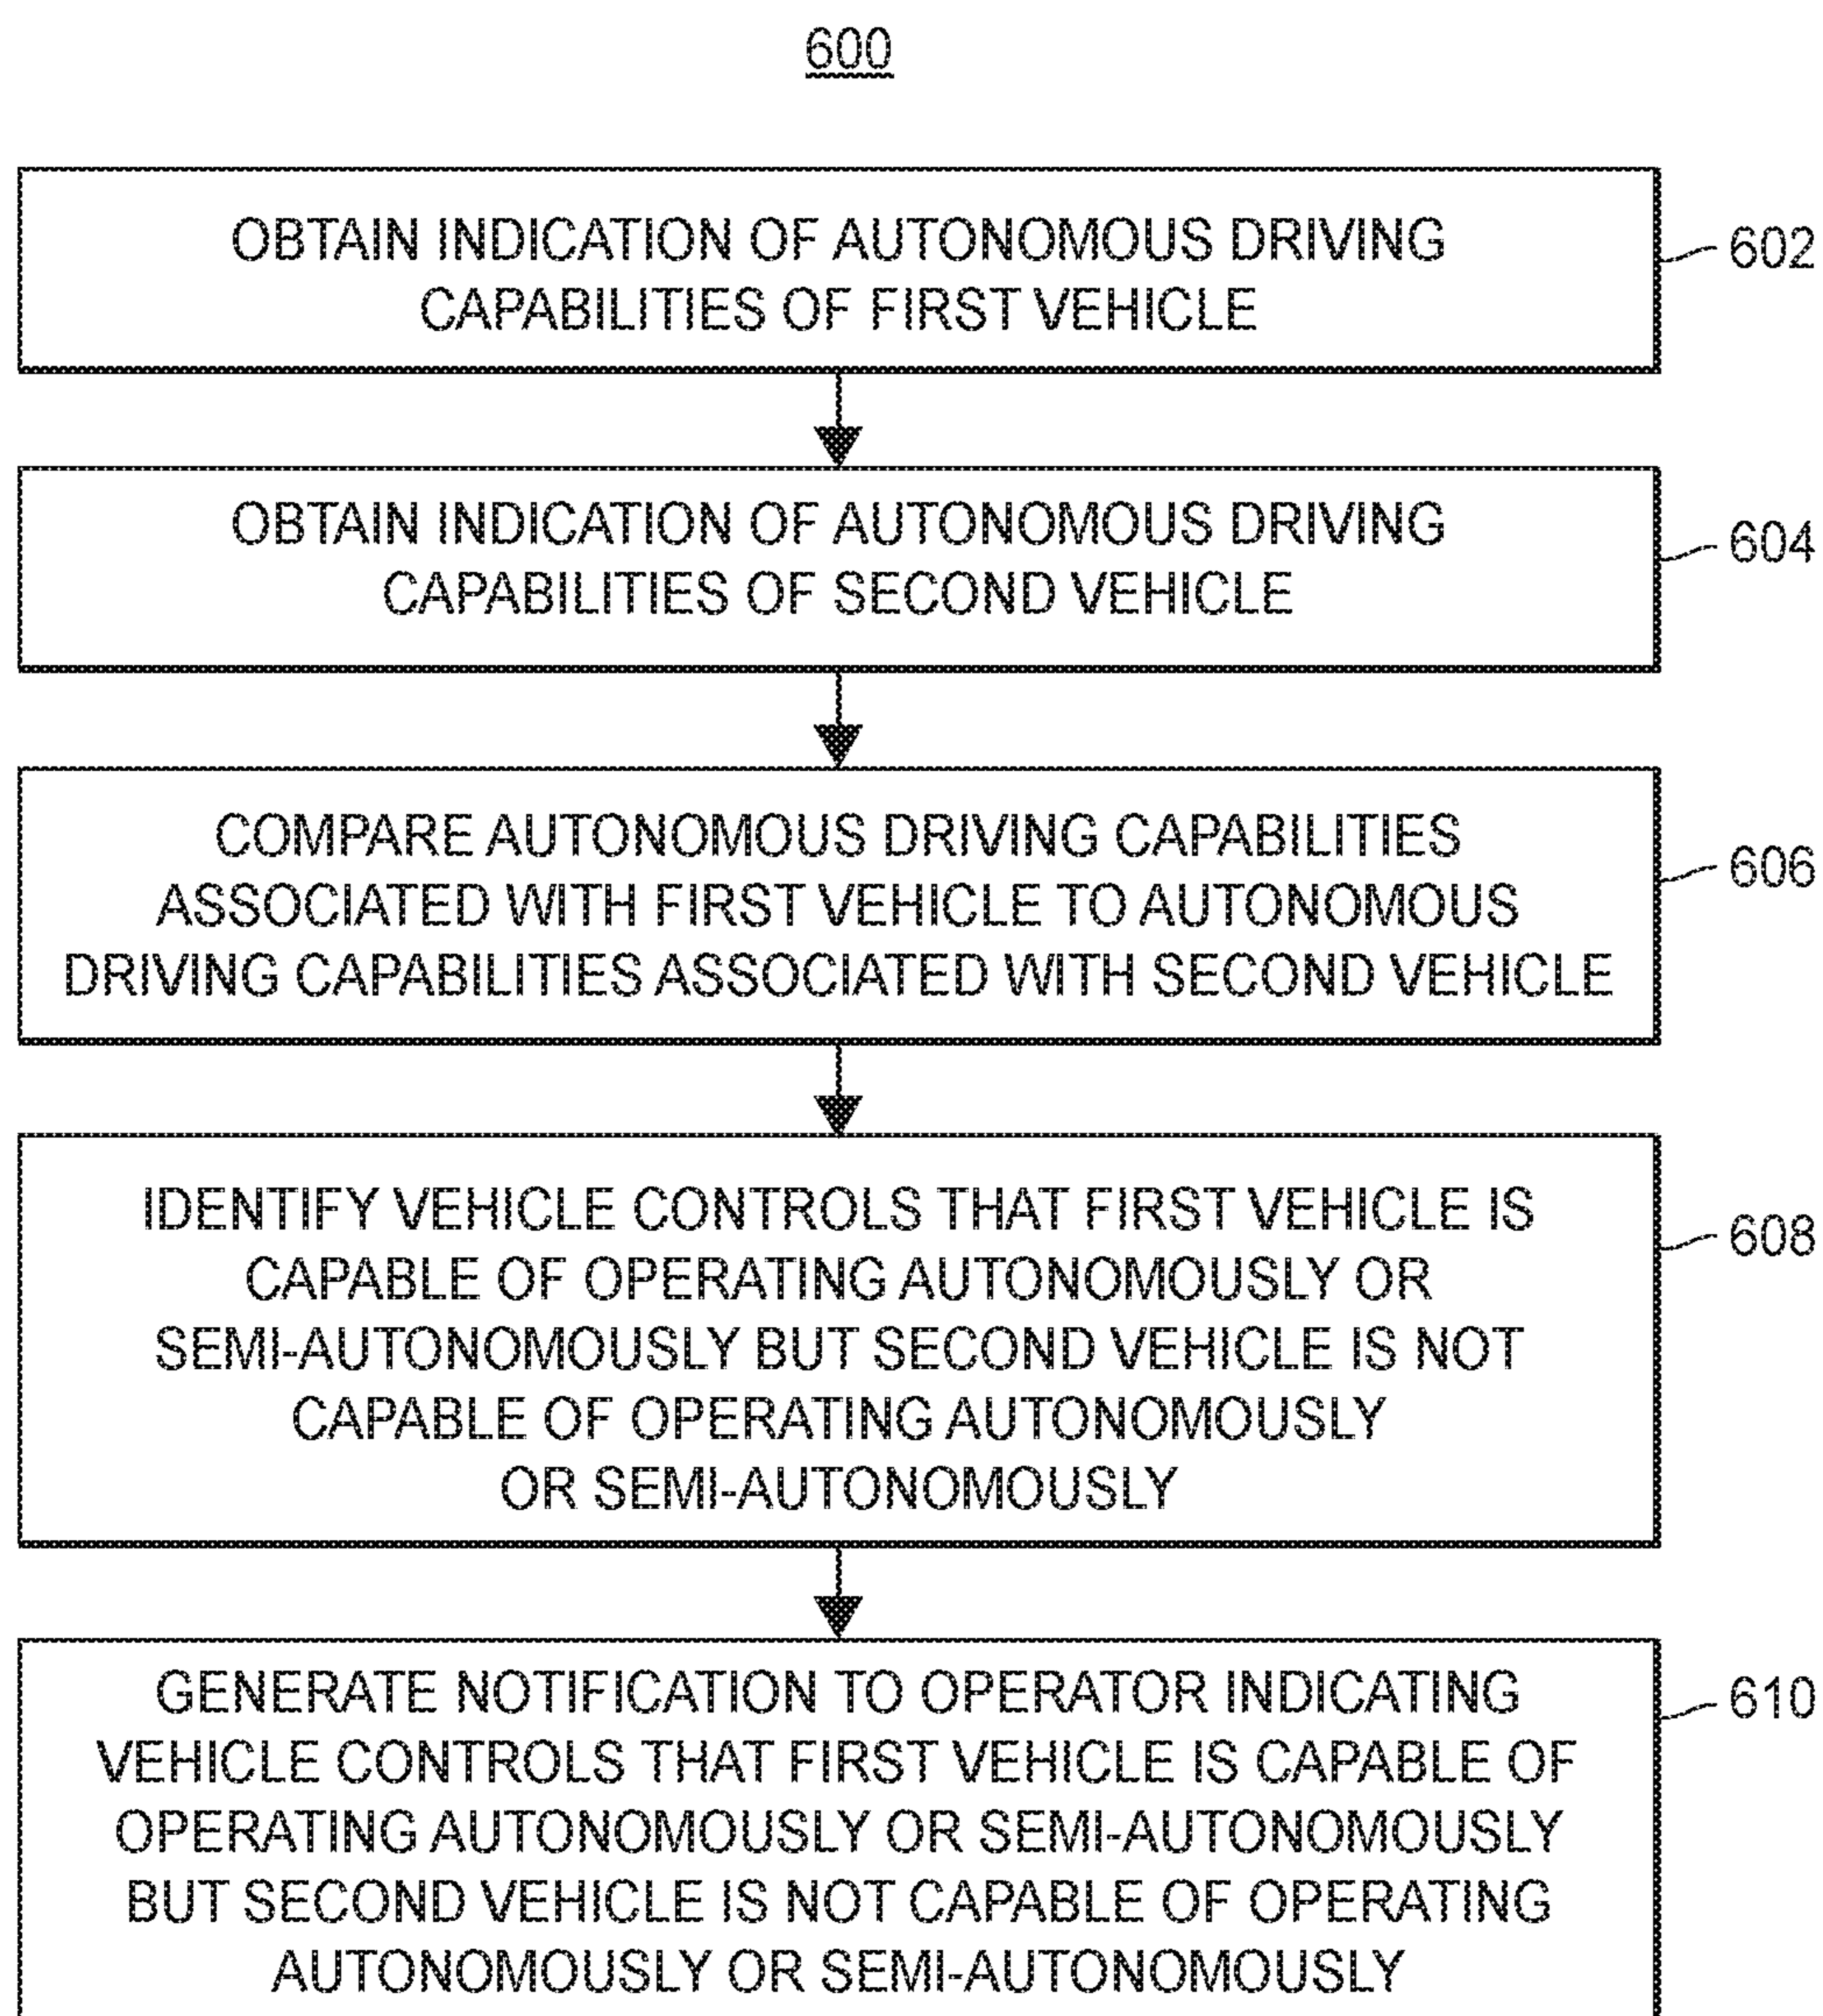 600
OBTAIN INDICATION OF AUTONOMOUS DRIVING
CAPABILITIES OF FIRST VEHICLE
602
OBTAIN INDICATION OF AUTONOMOUS DRIVING
CAPABILITIES OF SECOND VEHICLE
604
COMPARE AUTONOMOUS DRIVING CAPABILITIES
ASSOCIATED WITH FIRST VEHICLE TO AUTONOMOUS
DRIVING CAPABILITIES ASSOCIATED WITH SECOND VEHICLE
606
IDENTIFY VEHICLE CONTROLS THAT FIRST VEHICLE IS
CAPABLE OF OPERATING AUTONOMOUSLY OR
SEMI-AUTONOMOUSLY BUT SECOND VEHICLE IS NOT
CAPABLE OF OPERATING AUTONOMOUSLY
OR SEMI-AUTONOMOUSLY
608
GENERATE NOTIFICATION TO OPERATOR INDICATING
VEHICLE CONTROLS THAT FIRST VEHICLE IS CAPABLE OF
OPERATING AUTONOMOUSLY OR SEMI-AUTONOMOUSLY
BUT SECOND VEHICLE IS NOT CAPABLE OF OPERATING
AUTONOMOUSLY OR SEMI-AUTONOMOUSLY
610